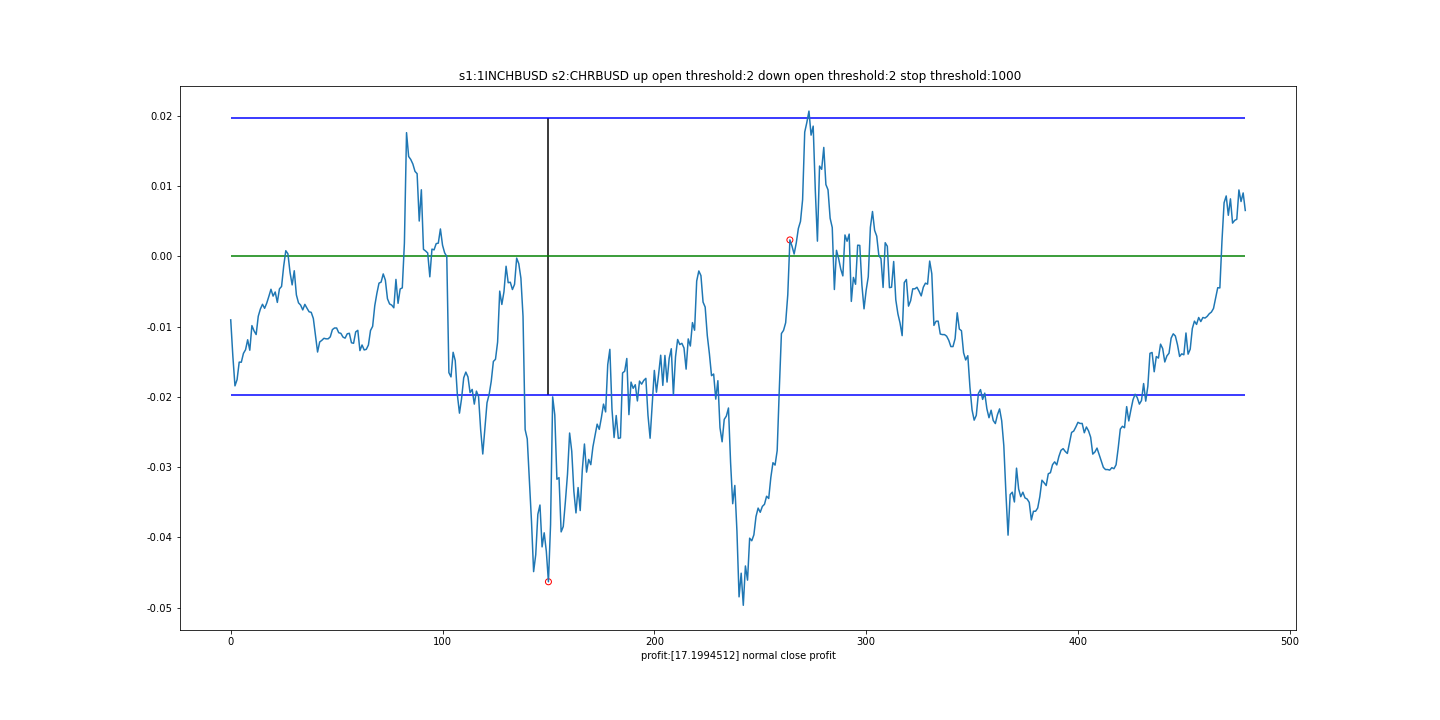 s1:1INCHBUSD s2:CHRBUSD up open threshold:2 down open threshold:2 stop threshold:1000
0.02
0.01
0.00
-0.01
-0.02
-0.03
-0.04
-0.05
0 100 200 300 400 500
profit:[17.1994512] normal close profit